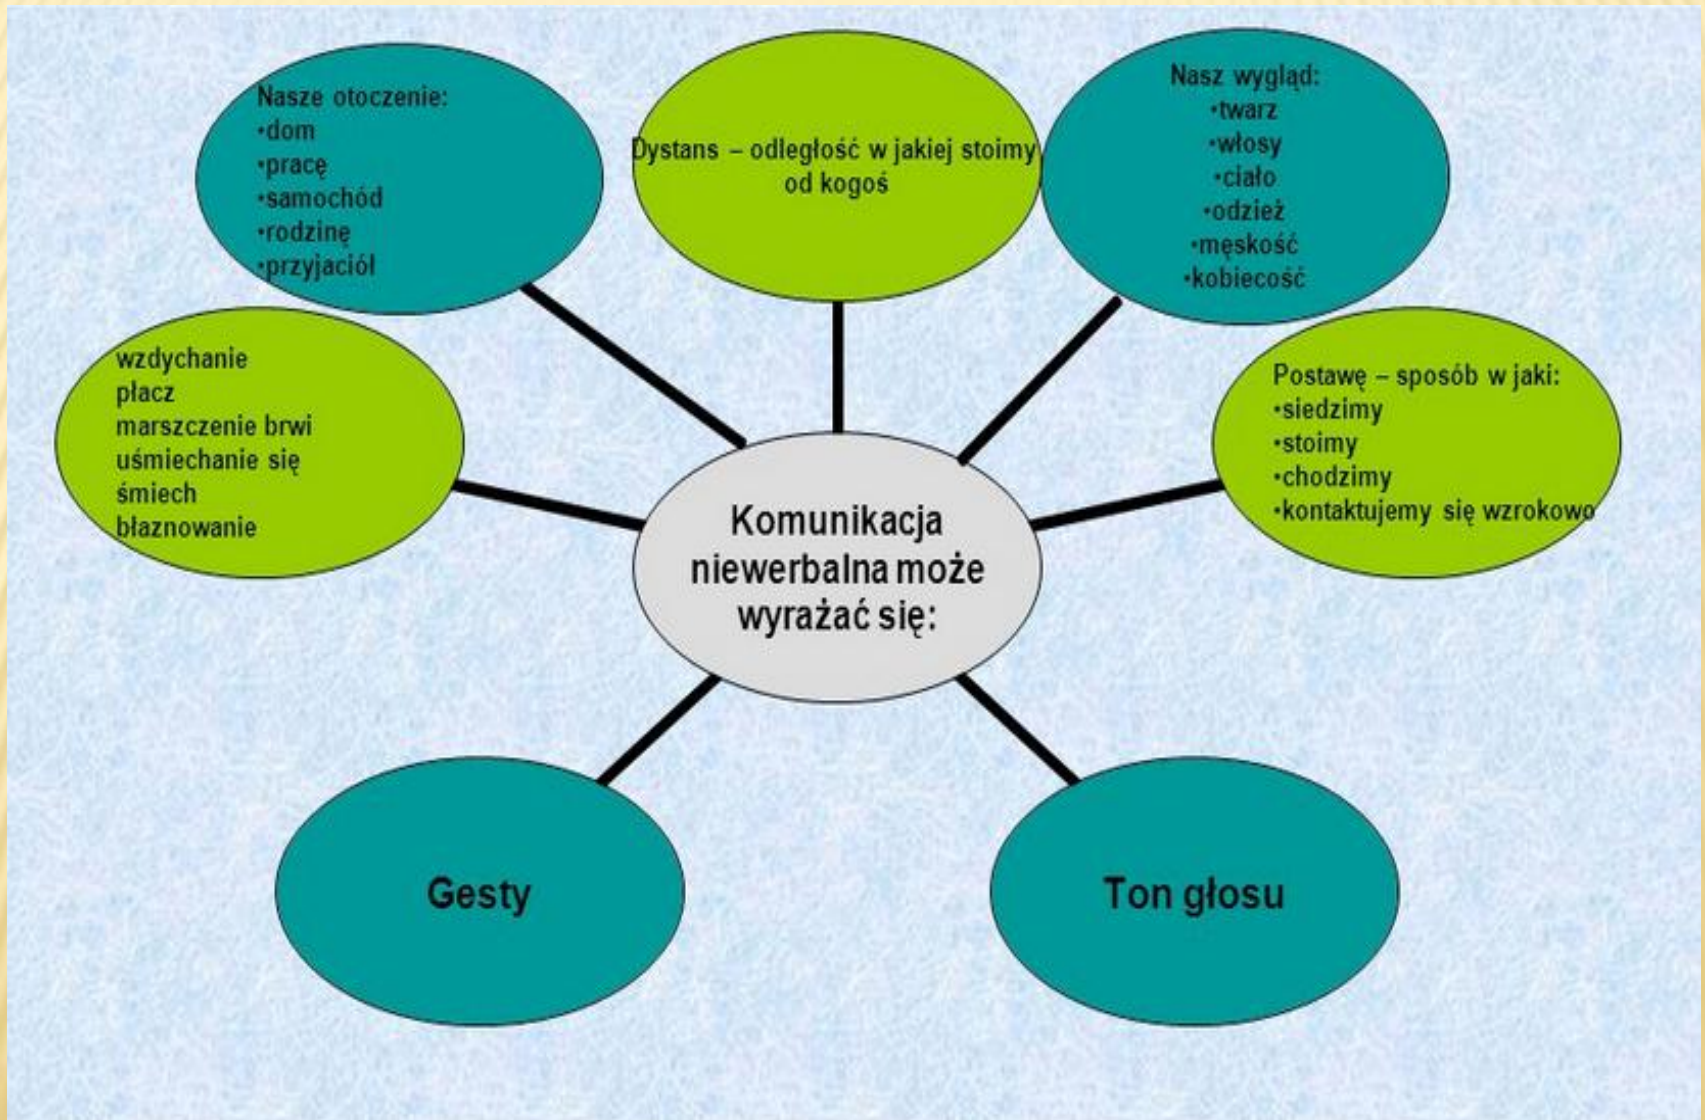 Nasze otoczenie:
•dom
•pracę
•samochód
•rodzinę
•przyjaciół
Dystans – odległość w jakiej stoimy
od kogoś
Nasz wygląd:
•twarz
•włosy
•ciało
•odzież
•męskość
•kobiecość
wzdychanie
płacz
marszczenie brwi
uśmiechanie się
śmiech
błaznowanie
Postawę – sposób w jaki:
•siedzimy
•stoimy
•chodzimy
•kontaktujemy się wzrokowo
Komunikacja
niewerbalna może
wyrażać się:
Gesty
Ton głosu